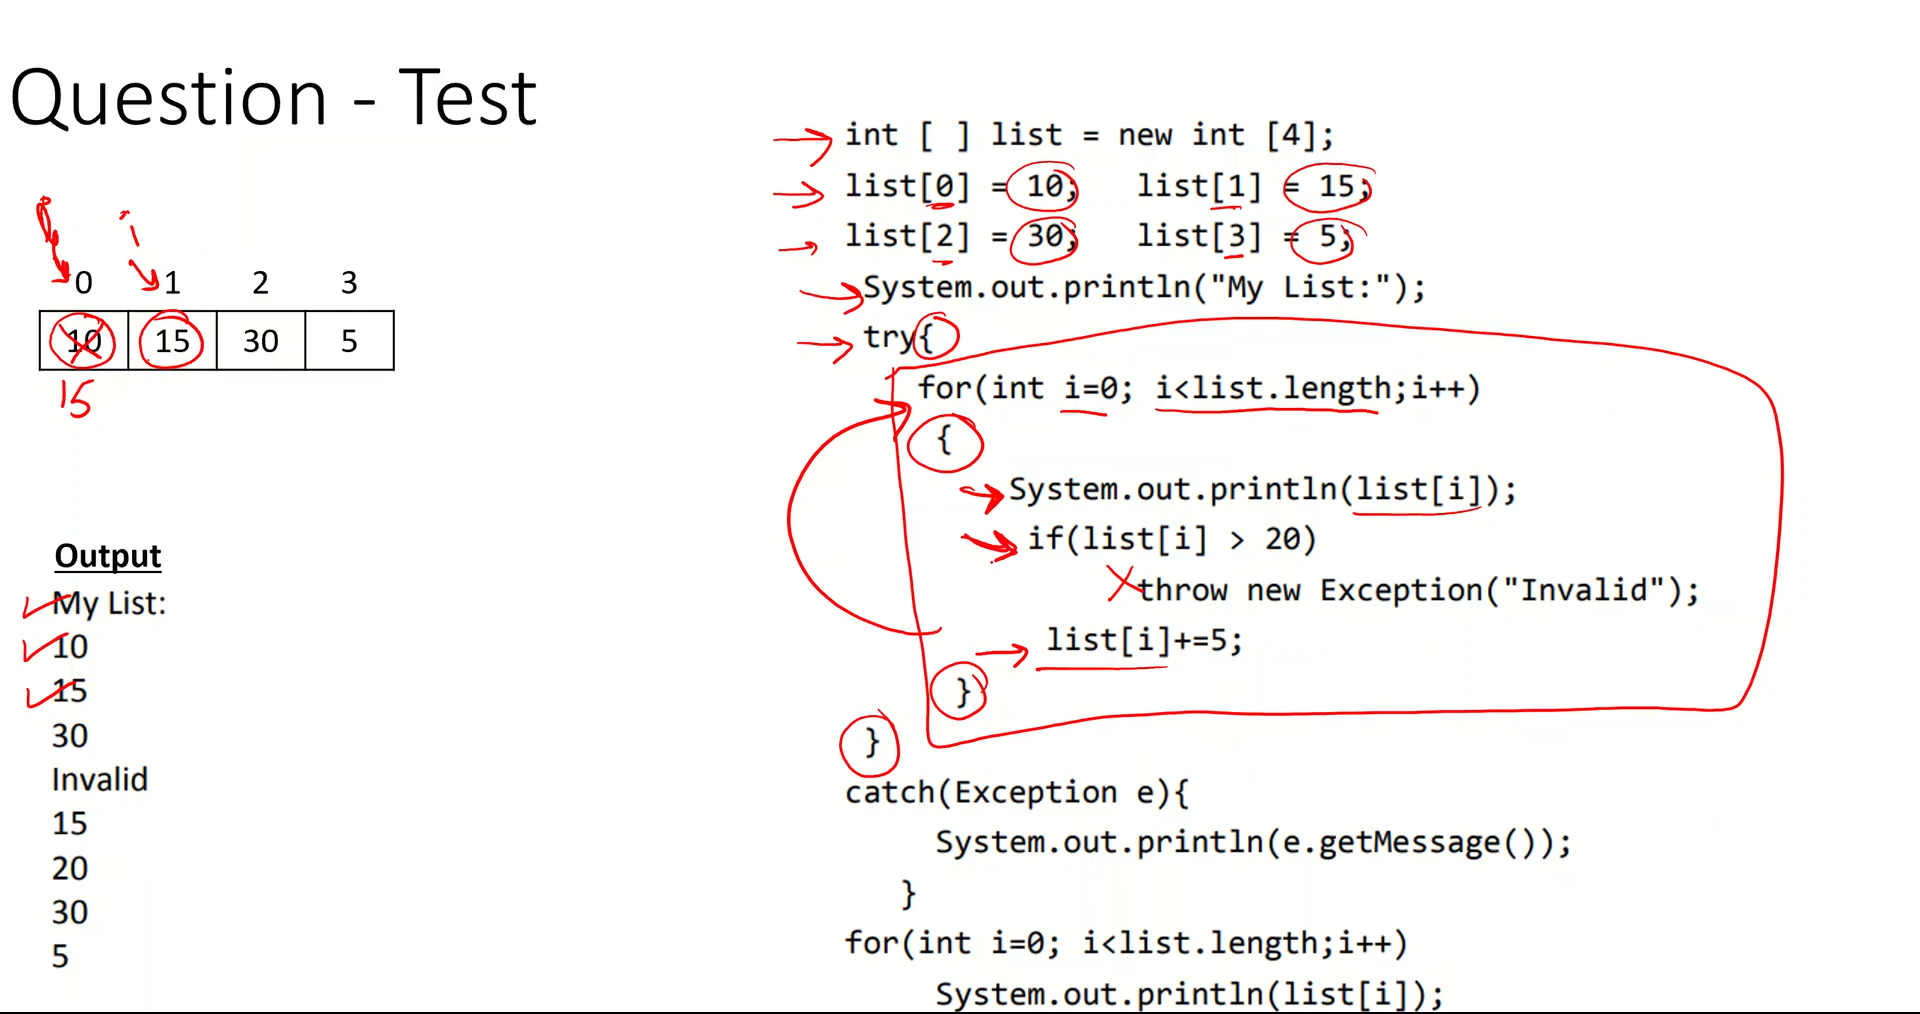 Question - Test
i
0 1 2 3
10 15 30 5
15
Output
My List:
10
15
30
Invalid
15
20
30
5
int [ ] list = new int [4];
list[0] = 10; list[1] = 15;
list[2] = 30; list[3] = 5;
System.out.println("My List:");
try{
for(int i=0; i<list.length;i++)
{
System.out.println(list[i]);
if(list[i] > 20)
throw new Exception("Invalid");
list[i]+=5;
}
}
catch(Exception e){
System.out.println(e.getMessage());
}
for(int i=0; i<list.length;i++)
System.out.println(list[i]);